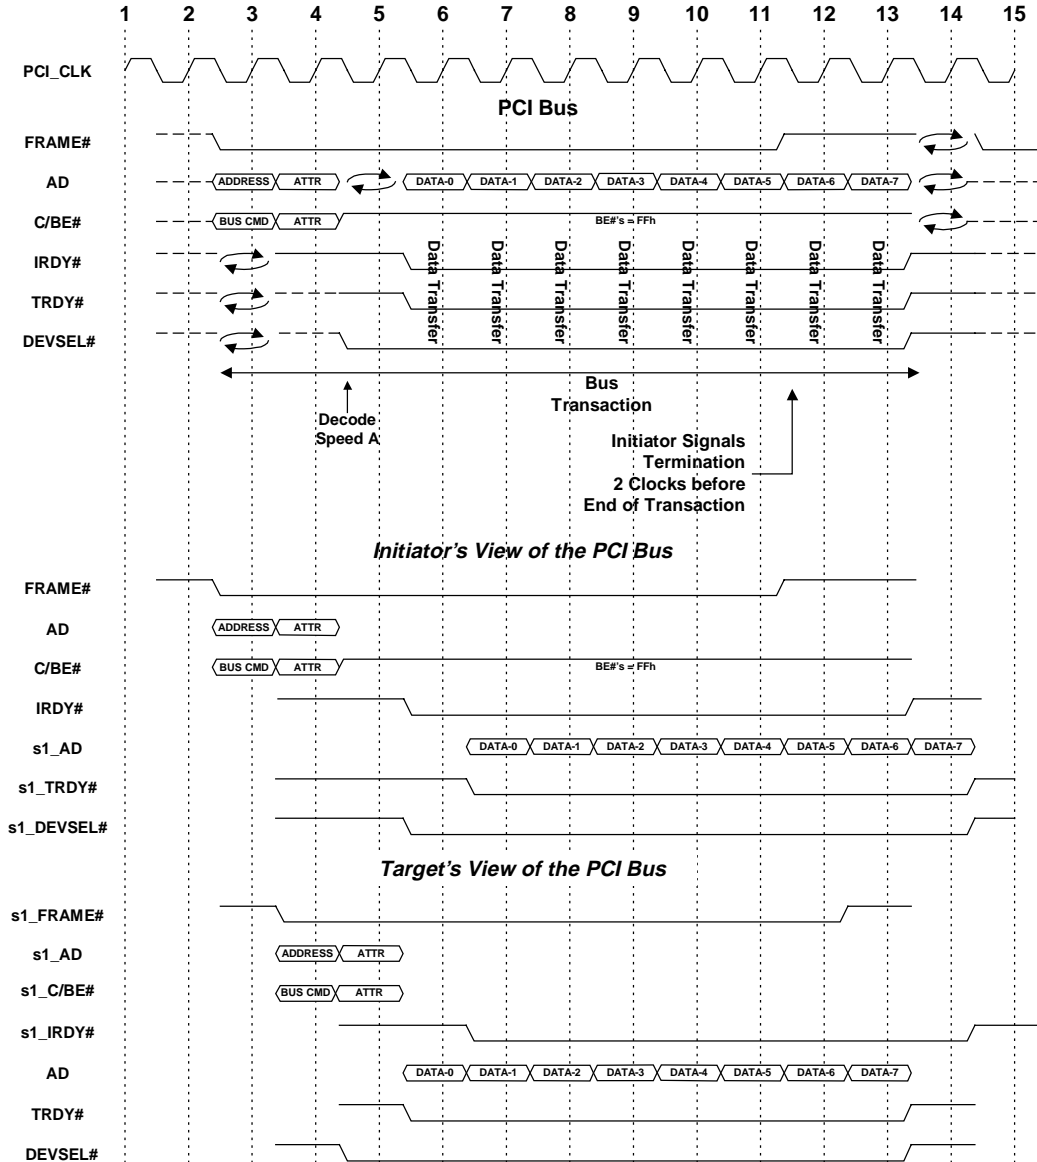 1 2 3 4 5 6 7 8 9 10 11 12 13 14 15
PCI_CLK
PCI Bus
FRAME#
AD ADDRESS ATTR DATA-0 DATA-1 DATA-2 DATA-3 DATA-4 DATA-5 DATA-6 DATA-7
C/BE# BUS CMD ATTR BE#'s = FFh
IRDY#
TRDY#
DEVSEL#
Data Transfer
Data Transfer
Data Transfer
Data Transfer
Data Transfer
Data Transfer
Data Transfer
Data Transfer
Bus
Transaction
Decode
Speed A
Initiator Signals
Termination
2 Clocks before
End of Transaction
Initiator's View of the PCI Bus
FRAME#
AD ADDRESS ATTR
C/BE# BUS CMD ATTR BE#'s = FFh
IRDY#
s1_AD DATA-0 DATA-1 DATA-2 DATA-3 DATA-4 DATA-5 DATA-6 DATA-7
s1_TRDY#
s1_DEVSEL#
Target's View of the PCI Bus
s1_FRAME#
s1_AD ADDRESS ATTR
s1_C/BE# BUS CMD ATTR
s1_IRDY#
AD DATA-0 DATA-1 DATA-2 DATA-3 DATA-4 DATA-5 DATA-6 DATA-7
TRDY#
DEVSEL#